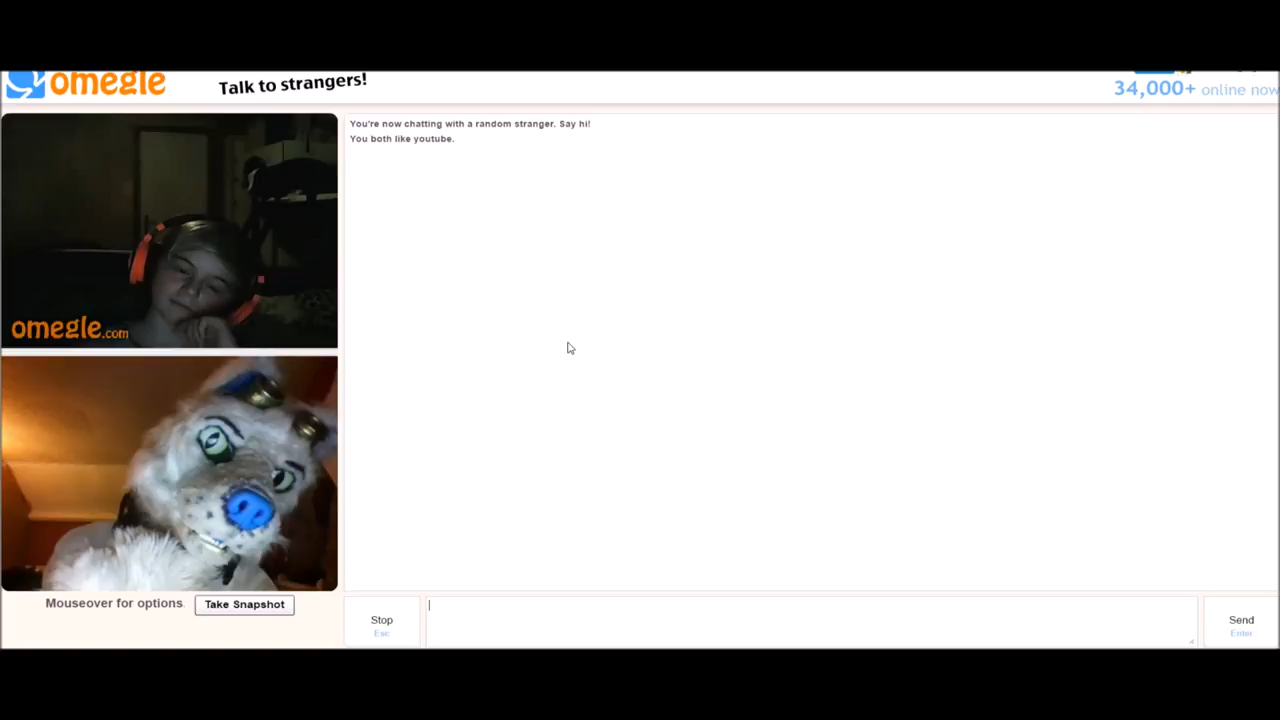 omegle
Talk to strangers!
34,000+ online now
You're now chatting with a random stranger. Say hi!
You both like youtube.
omegle.com
Mouseover for options.
Take Snapshot
Stop
Esc
Send
Enter